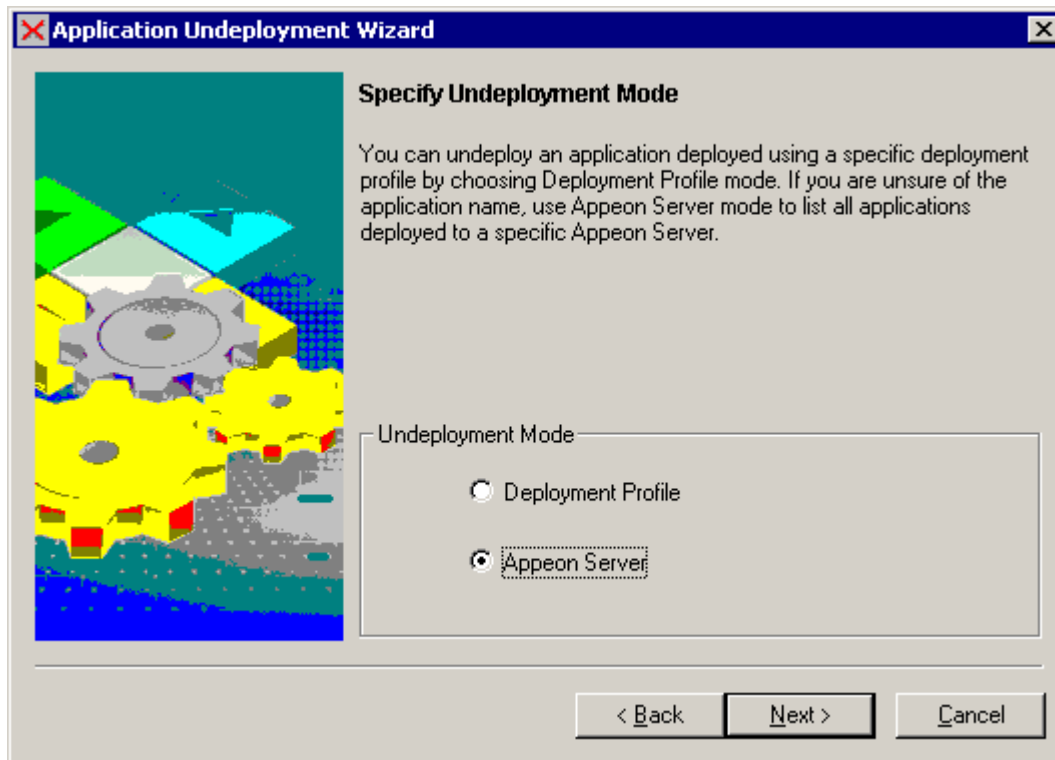 Application Undeployment Wizard
Specify Undeployment Mode
You can undeploy an application deployed using a specific deployment
profile by choosing Deployment Profile mode. If you are unsure of the
application name, use Appeon Server mode to list all applications
deployed to a specific Appeon Server.
Undeployment Mode
Deployment Profile
Appeon Server
< Back
Next >
Cancel